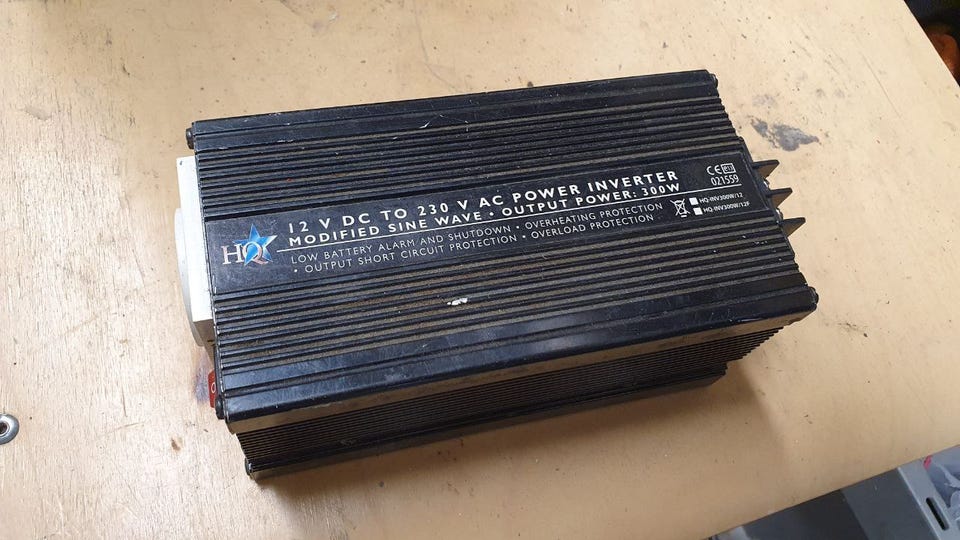 HQ
12 V DC TO 230 V AC POWER INVERTER
MODIFIED SINE WAVE • OUTPUT POWER: 300W
LOW BATTERY ALARM AND SHUTDOWN • OVERHEATING PROTECTION
• OUTPUT SHORT CIRCUIT PROTECTION • OVERLOAD PROTECTION
CE
021559
HQ-INV300W/12
HQ-INV300W/12F